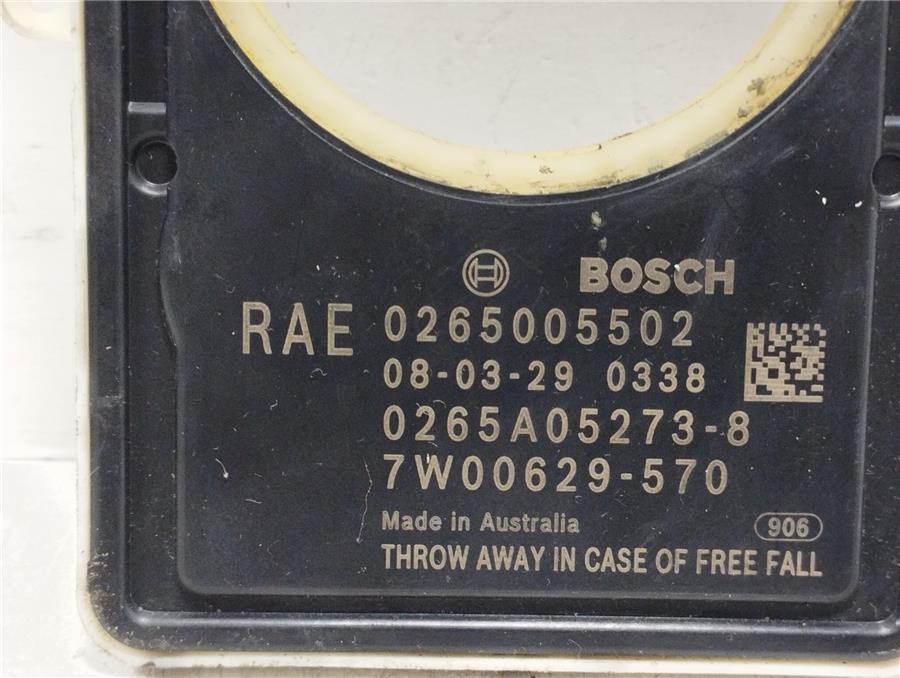 BOSCH
RAE 0265005502
08-03-29 0338
0265A05273-8
7W00629-570
Made in Australia 906
THROW AWAY IN CASE OF FREE FALL